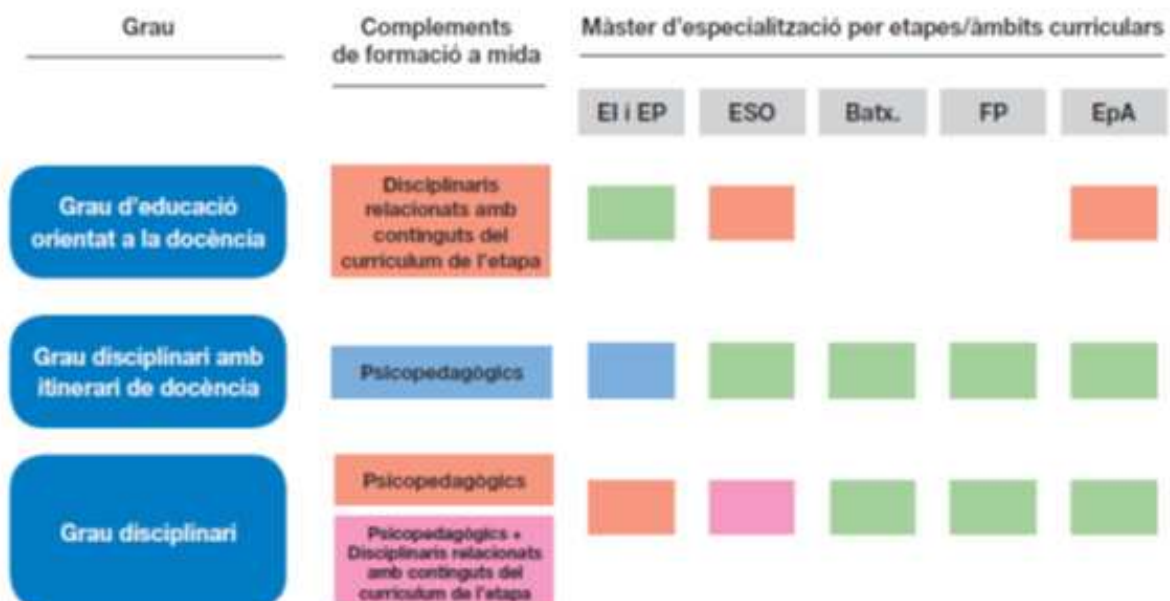 Grau
Complements
de formació a mida
Màster d'especialització per etapes/àmbits curriculars
EI i EP
ESO
Batx.
FP
EpA
Grau d'educació
orientat a la docència
Disciplinaris
relacionats amb
continguts del
currículum de l'etapa
Grau disciplinari amb
itinerari de docència
Psicopedagògics
Grau disciplinari
Psicopedagògics
Psicopedagògics +
Disciplinaris relacionats
amb continguts del
currículum de l'etapa